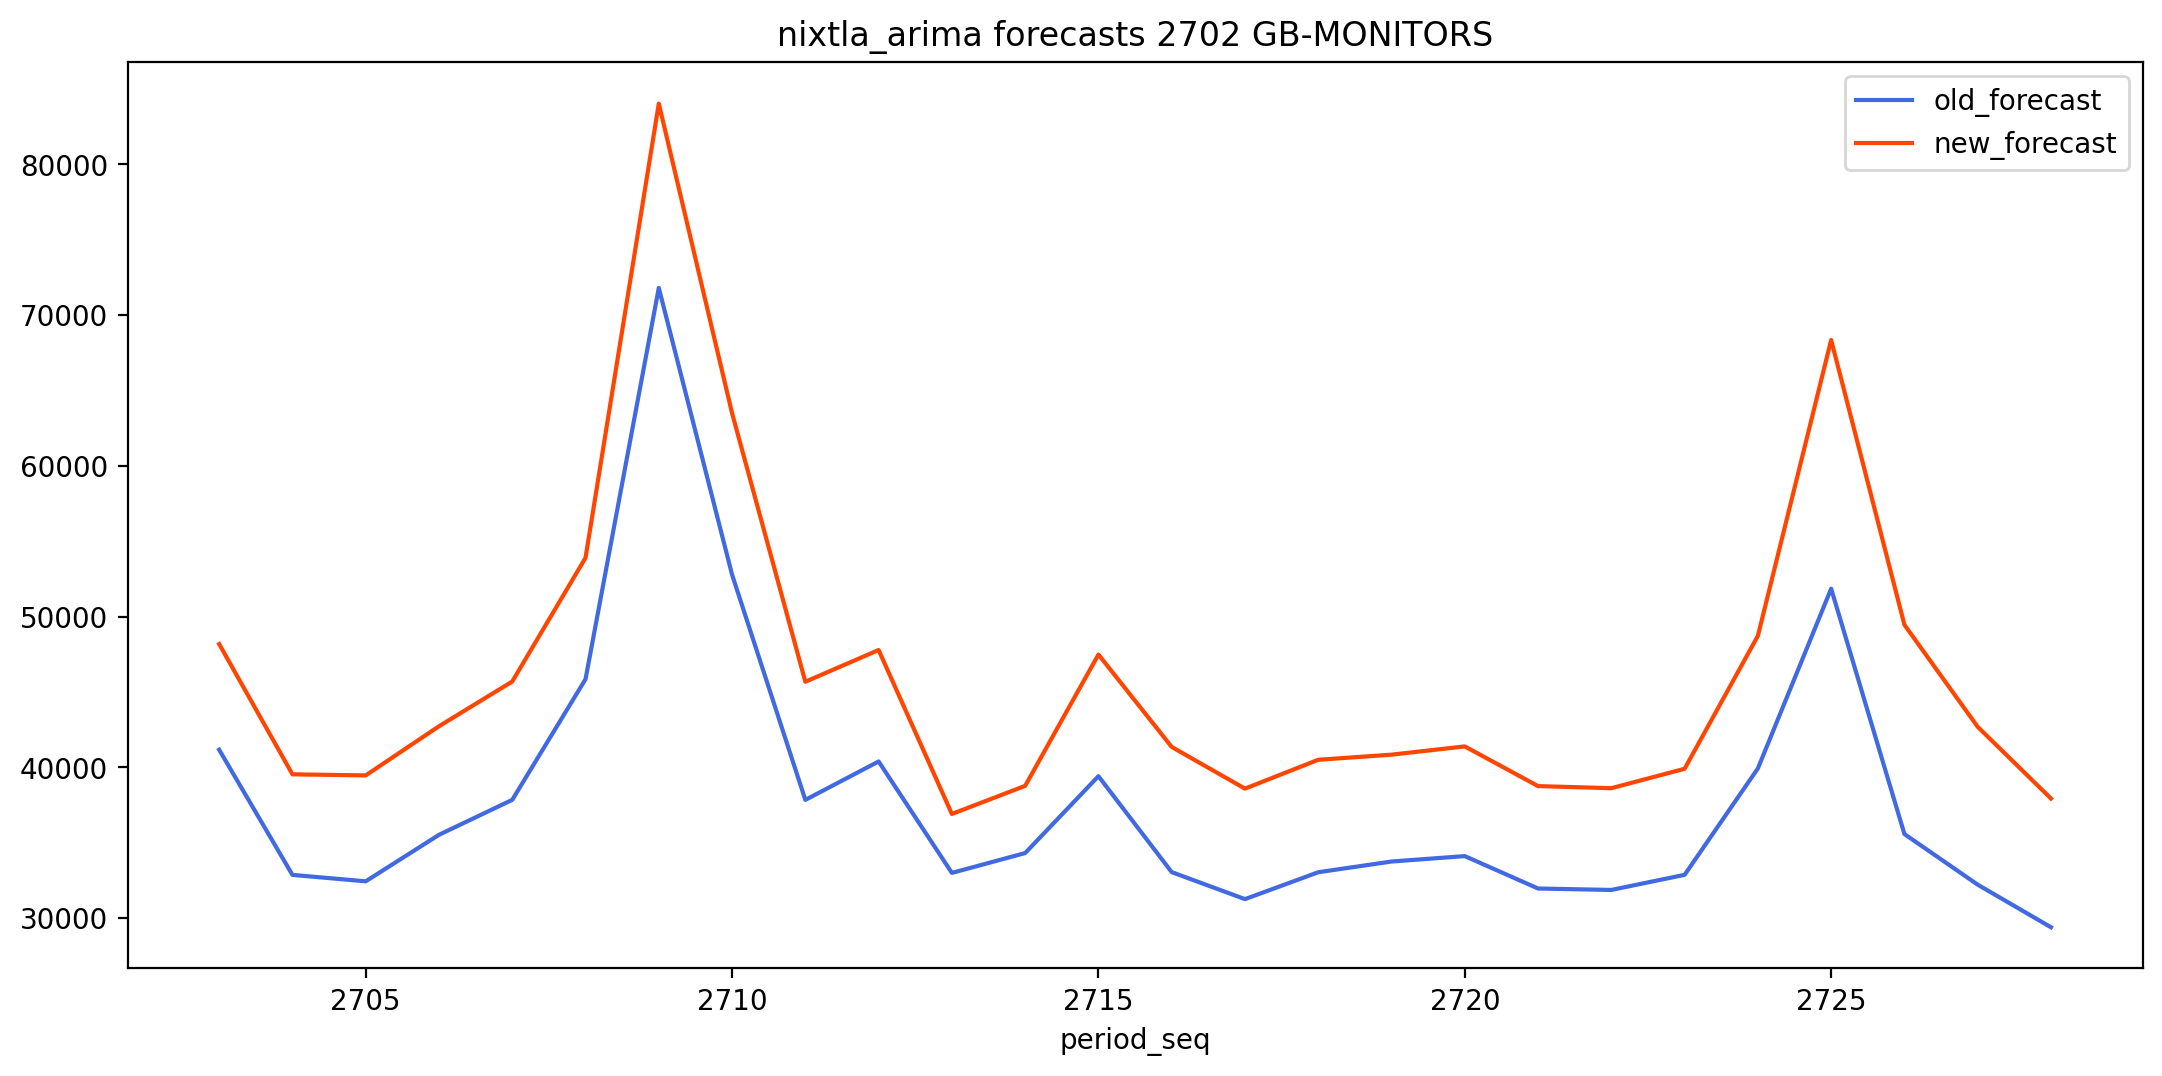 nixtla_arima forecasts 2702 GB-MONITORS
old_forecast
new_forecast
80000
70000
60000
50000
40000
30000
2705 2710 2715 2720 2725
period_seq